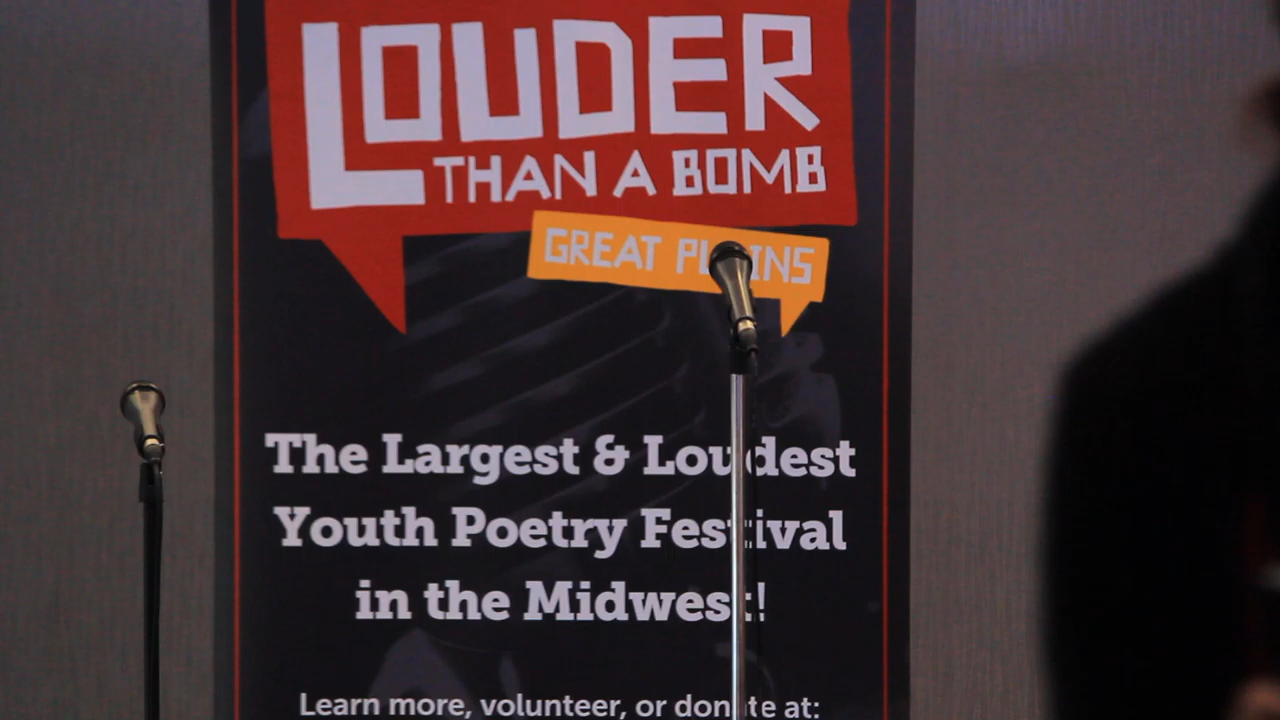 LOUDER
THAN A BOMB
GREAT PLAINS
The Largest & Loudest
Youth Poetry Festival
in the Midwest!
Learn more, volunteer, or donate at: